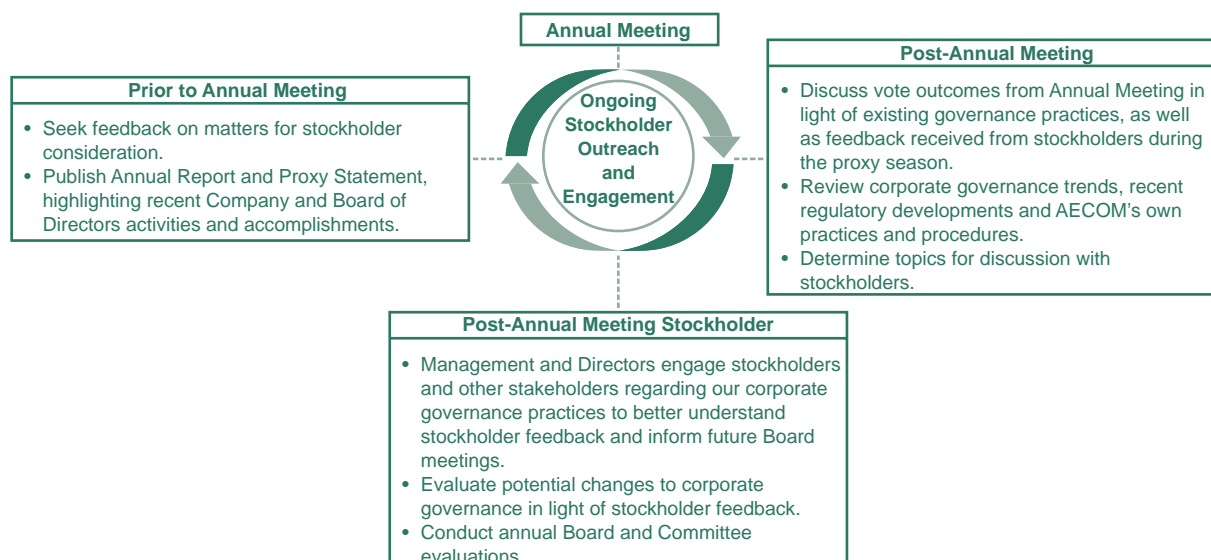 Annual Meeting
Prior to Annual Meeting
• Seek feedback on matters for stockholder
consideration.
• Publish Annual Report and Proxy Statement,
highlighting recent Company and Board of
Directors activities and accomplishments.
Ongoing
Stockholder
Outreach
and
Engagement
Post-Annual Meeting
• Discuss vote outcomes from Annual Meeting in
light of existing governance practices, as well
as feedback received from stockholders during
the proxy season.
• Review corporate governance trends, recent
regulatory developments and AECOM’s own
practices and procedures.
• Determine topics for discussion with
stockholders.
Post-Annual Meeting Stockholder
• Management and Directors engage stockholders
and other stakeholders regarding our corporate
governance practices to better understand
stockholder feedback and inform future Board
meetings.
• Evaluate potential changes to corporate
governance in light of stockholder feedback.
• Conduct annual Board and Committee
evaluations